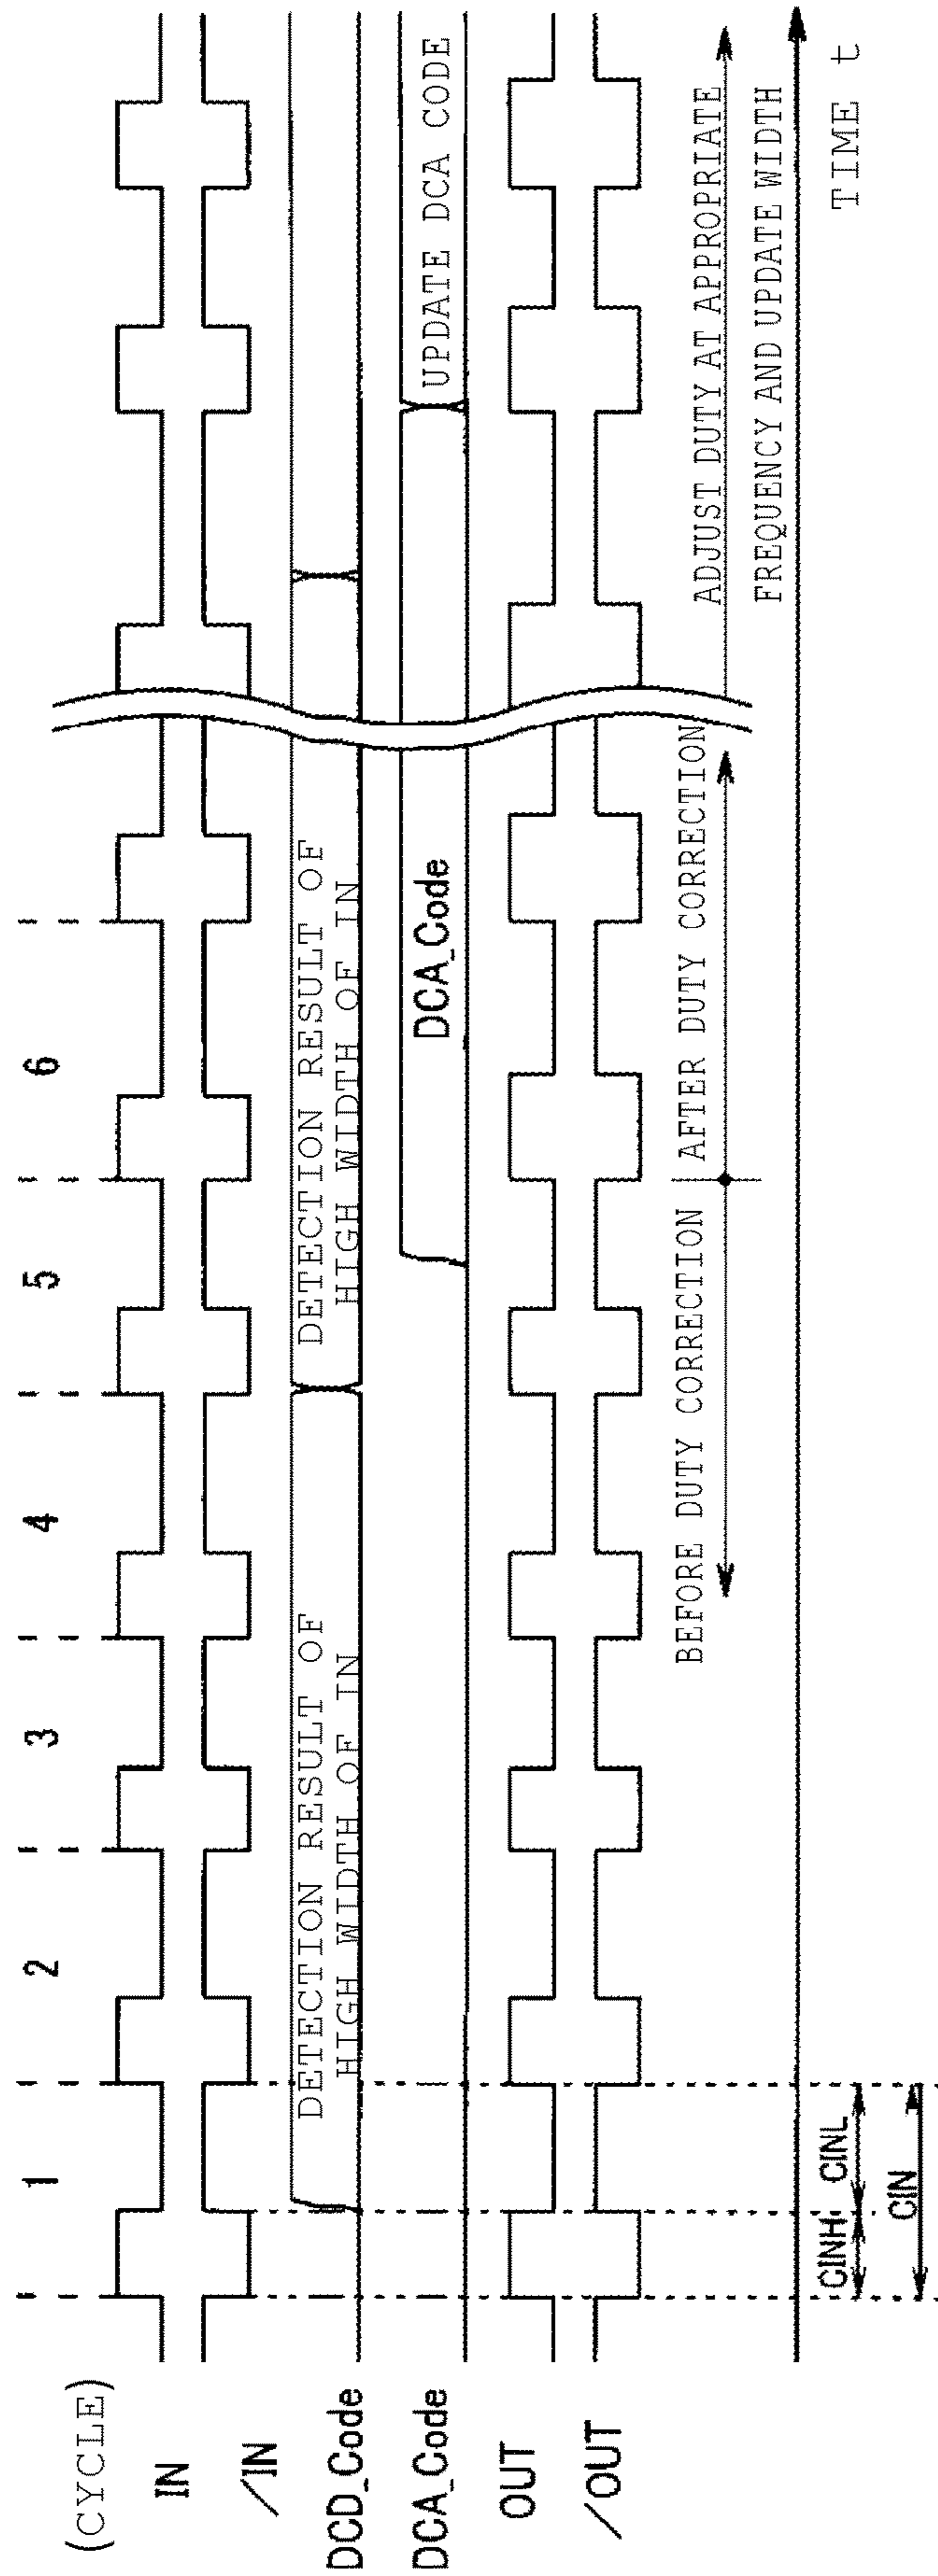 (CYCLE) 1 2 3 4 5 6
IN
/IN
DCD_Code
DETECTION RESULT OF
HIGH WIDTH OF IN
DETECTION RESULT OF
HIGH WIDTH OF IN
DCA_Code
DCA_Code
UPDATE DCA CODE
OUT
/OUT
BEFORE DUTY CORRECTION
AFTER DUTY CORRECTION
ADJUST DUTY AT APPROPRIATE
FREQUENCY AND UPDATE WIDTH
TIME t
CINH
CINL
CIN